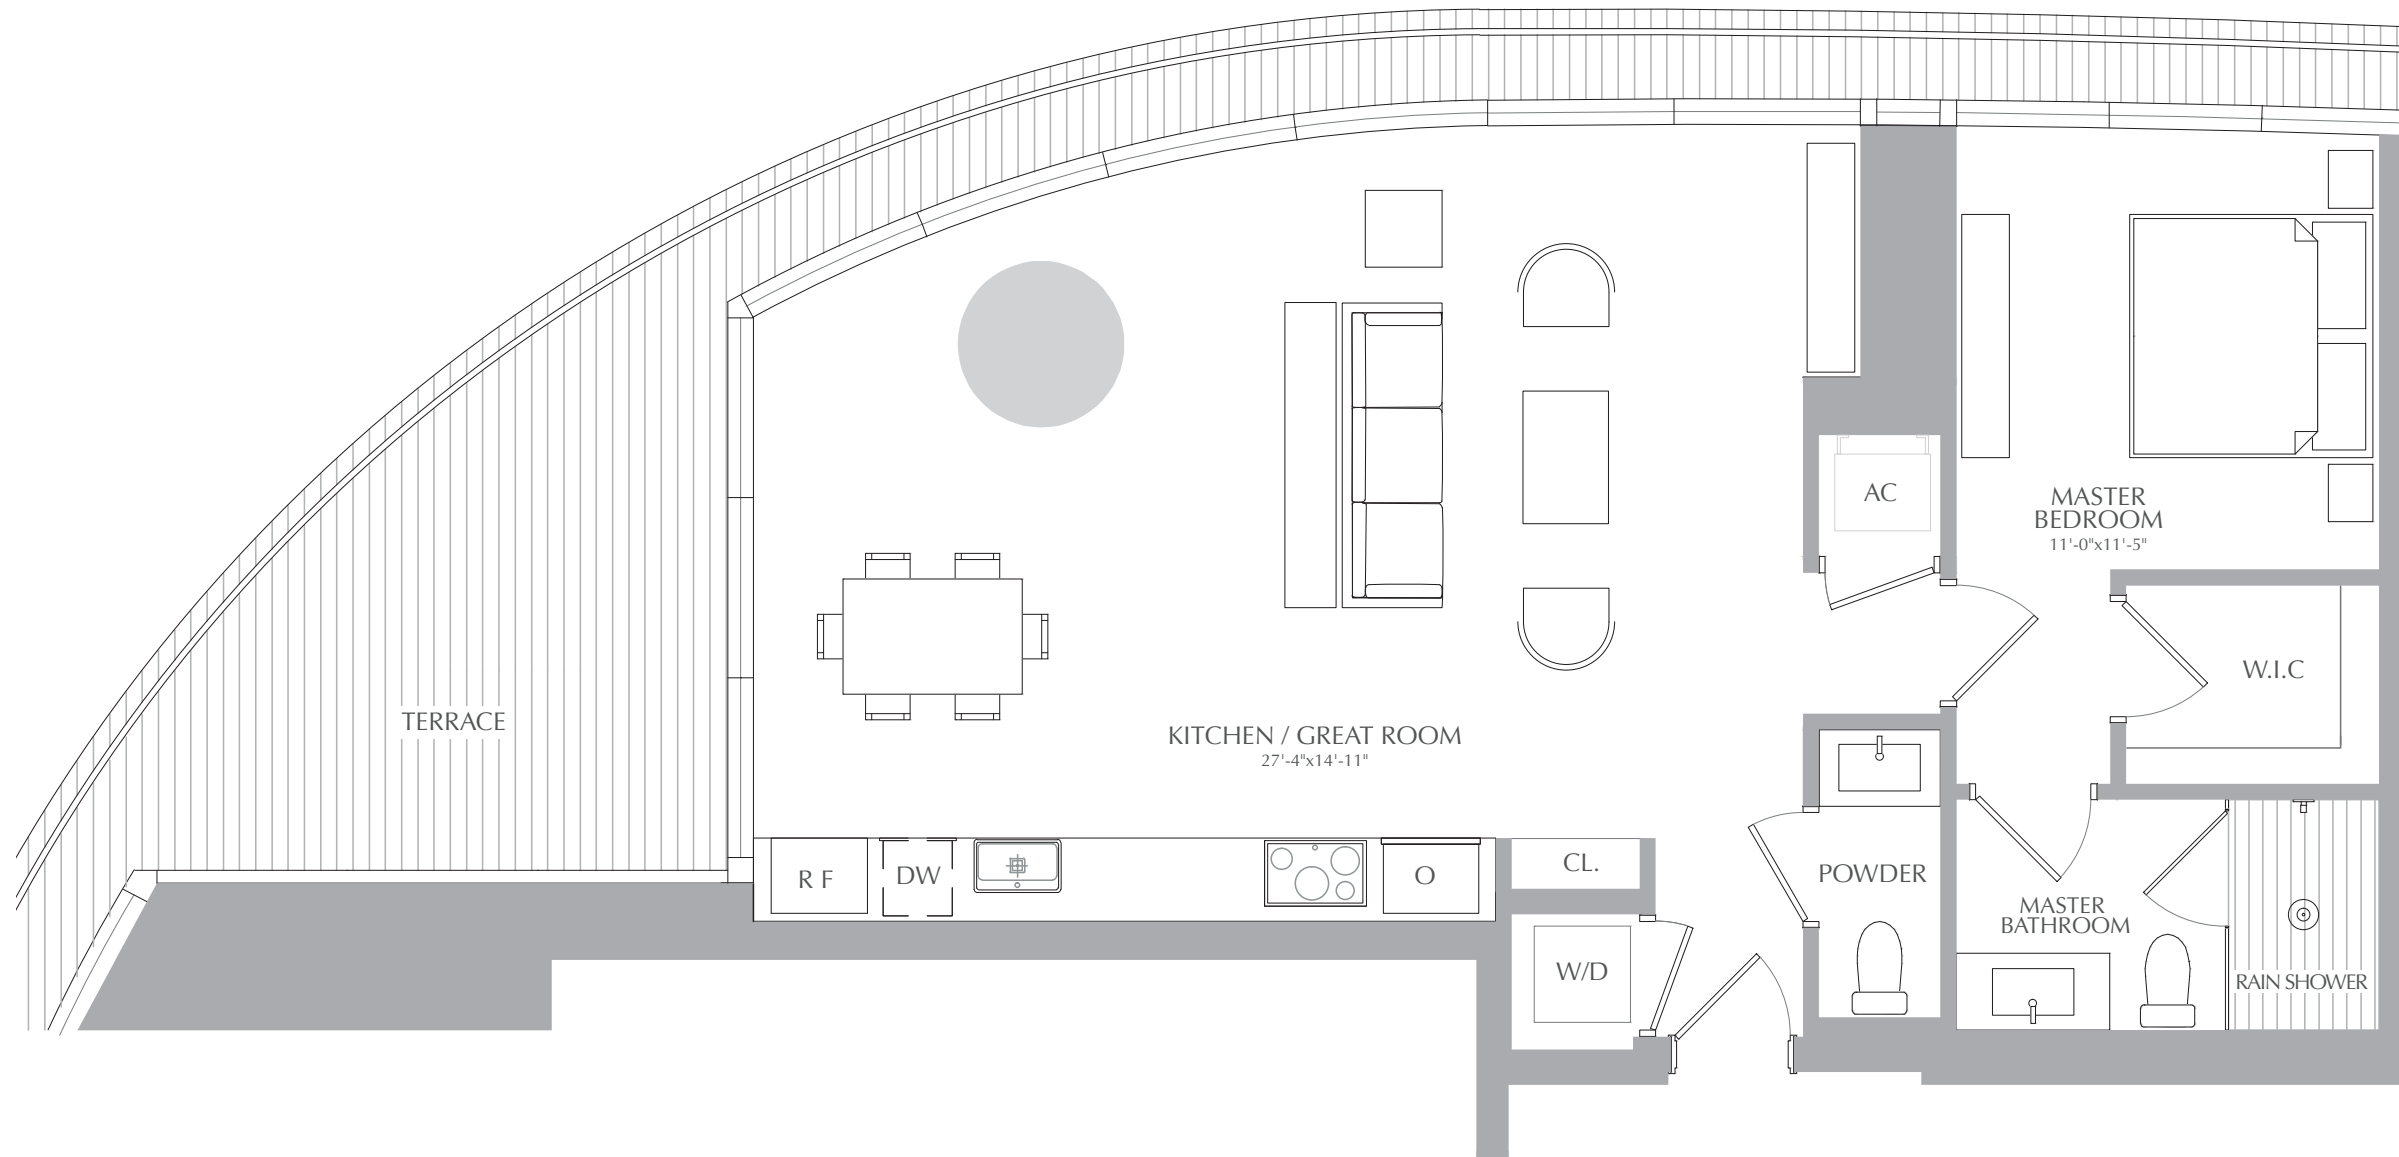 AC
MASTER
BEDROOM
11'-0"x11'-5"
W.I.C
TERRACE
KITCHEN / GREAT ROOM
27'-4"x14'-11"
R F
DW
O
CL.
POWDER
MASTER
BATHROOM
W/D
RAIN SHOWER